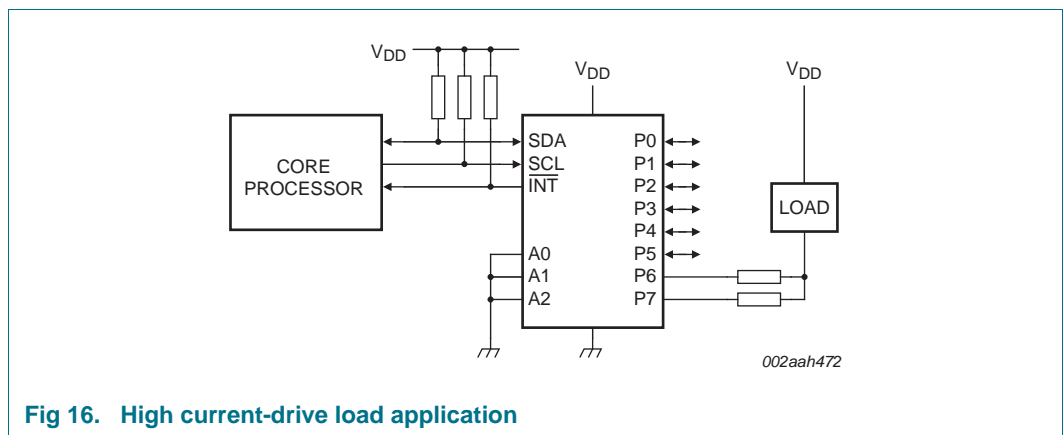 VDD
VDD
VDD
CORE
PROCESSOR
SDA
SCL
INT
A0
A1
A2
P0
P1
P2
P3
P4
P5
P6
P7
LOAD
002aah472
Fig 16. High current-drive load application